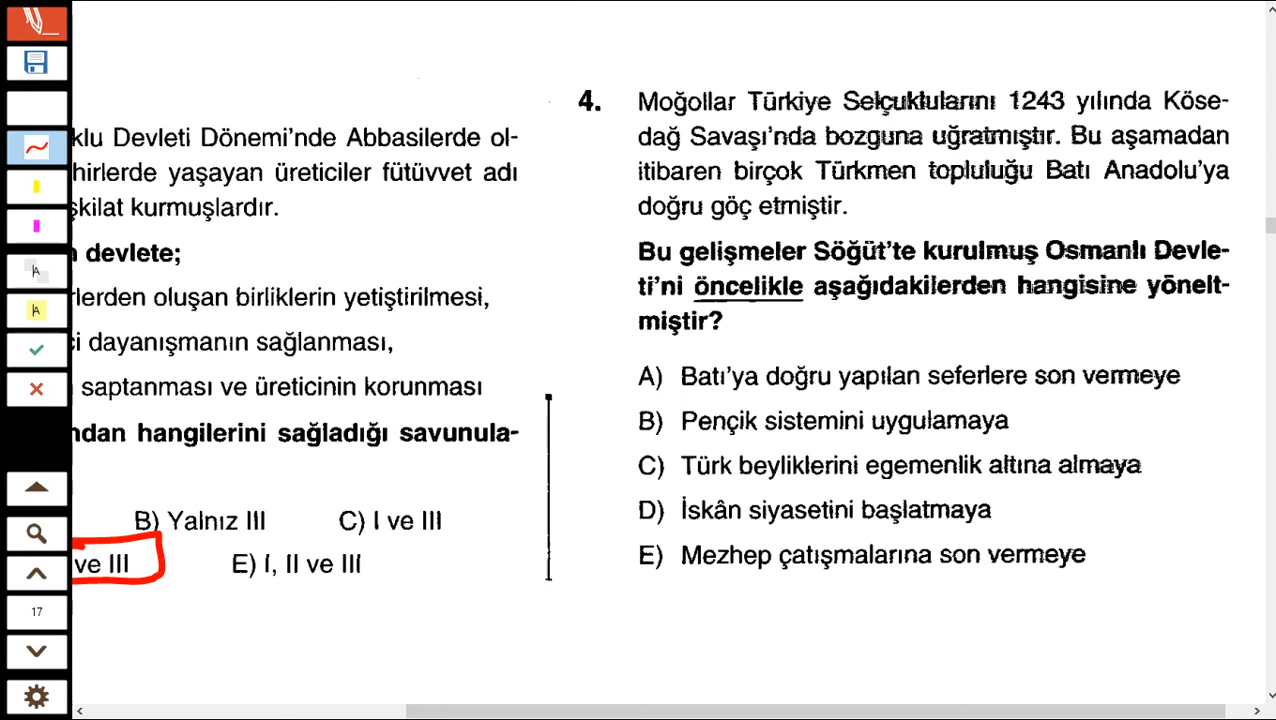 klu Devleti Dönemi'nde Abbasilerde ol-
hirlerde yaşayan üreticiler fütüvvet adı
şkilat kurmuşlardır.
n devlete;
rlerden oluşan birliklerin yetiştirilmesi,
ci dayanışmanın sağlanması,
saptanması ve üreticinin korunması
ndan hangilerini sağladığı savunula-
B) Yalnız III C) I ve III
ve III E) I, II ve III
4. Moğollar Türkiye Selçuklularını 1243 yılında Köse-
dağ Savaşı'nda bozguna uğratmıştır. Bu aşamadan
itibaren birçok Türkmen topluluğu Batı Anadolu'ya
doğru göç etmiştir.
Bu gelişmeler Söğüt'te kurulmuş Osmanlı Devle-
ti'ni öncelikle aşağıdakilerden hangisine yönelt-
miştir?
A) Batı'ya doğru yapılan seferlere son vermeye
B) Pençik sistemini uygulamaya
C) Türk beyliklerini egemenlik altına almaya
D) İskân siyasetini başlatmaya
E) Mezhep çatışmalarına son vermeye
17